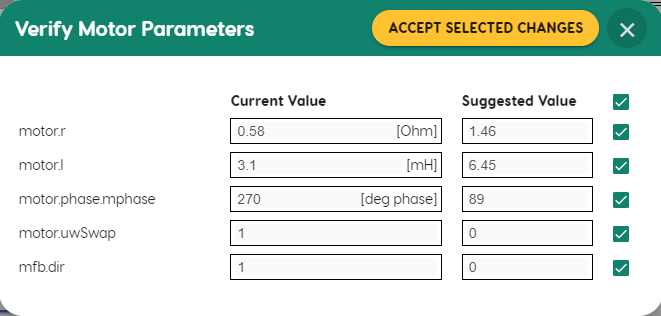 Verify Motor Parameters ACCEPT SELECTED CHANGES
Current Value Suggested Value
motor.r 0.58 [Ohm] 1.46
motor.l 3.1 [mH] 6.45
motor.phase.mphase 270 [deg phase] 89
motor.uwSwap 1 0
mfb.dir 1 0